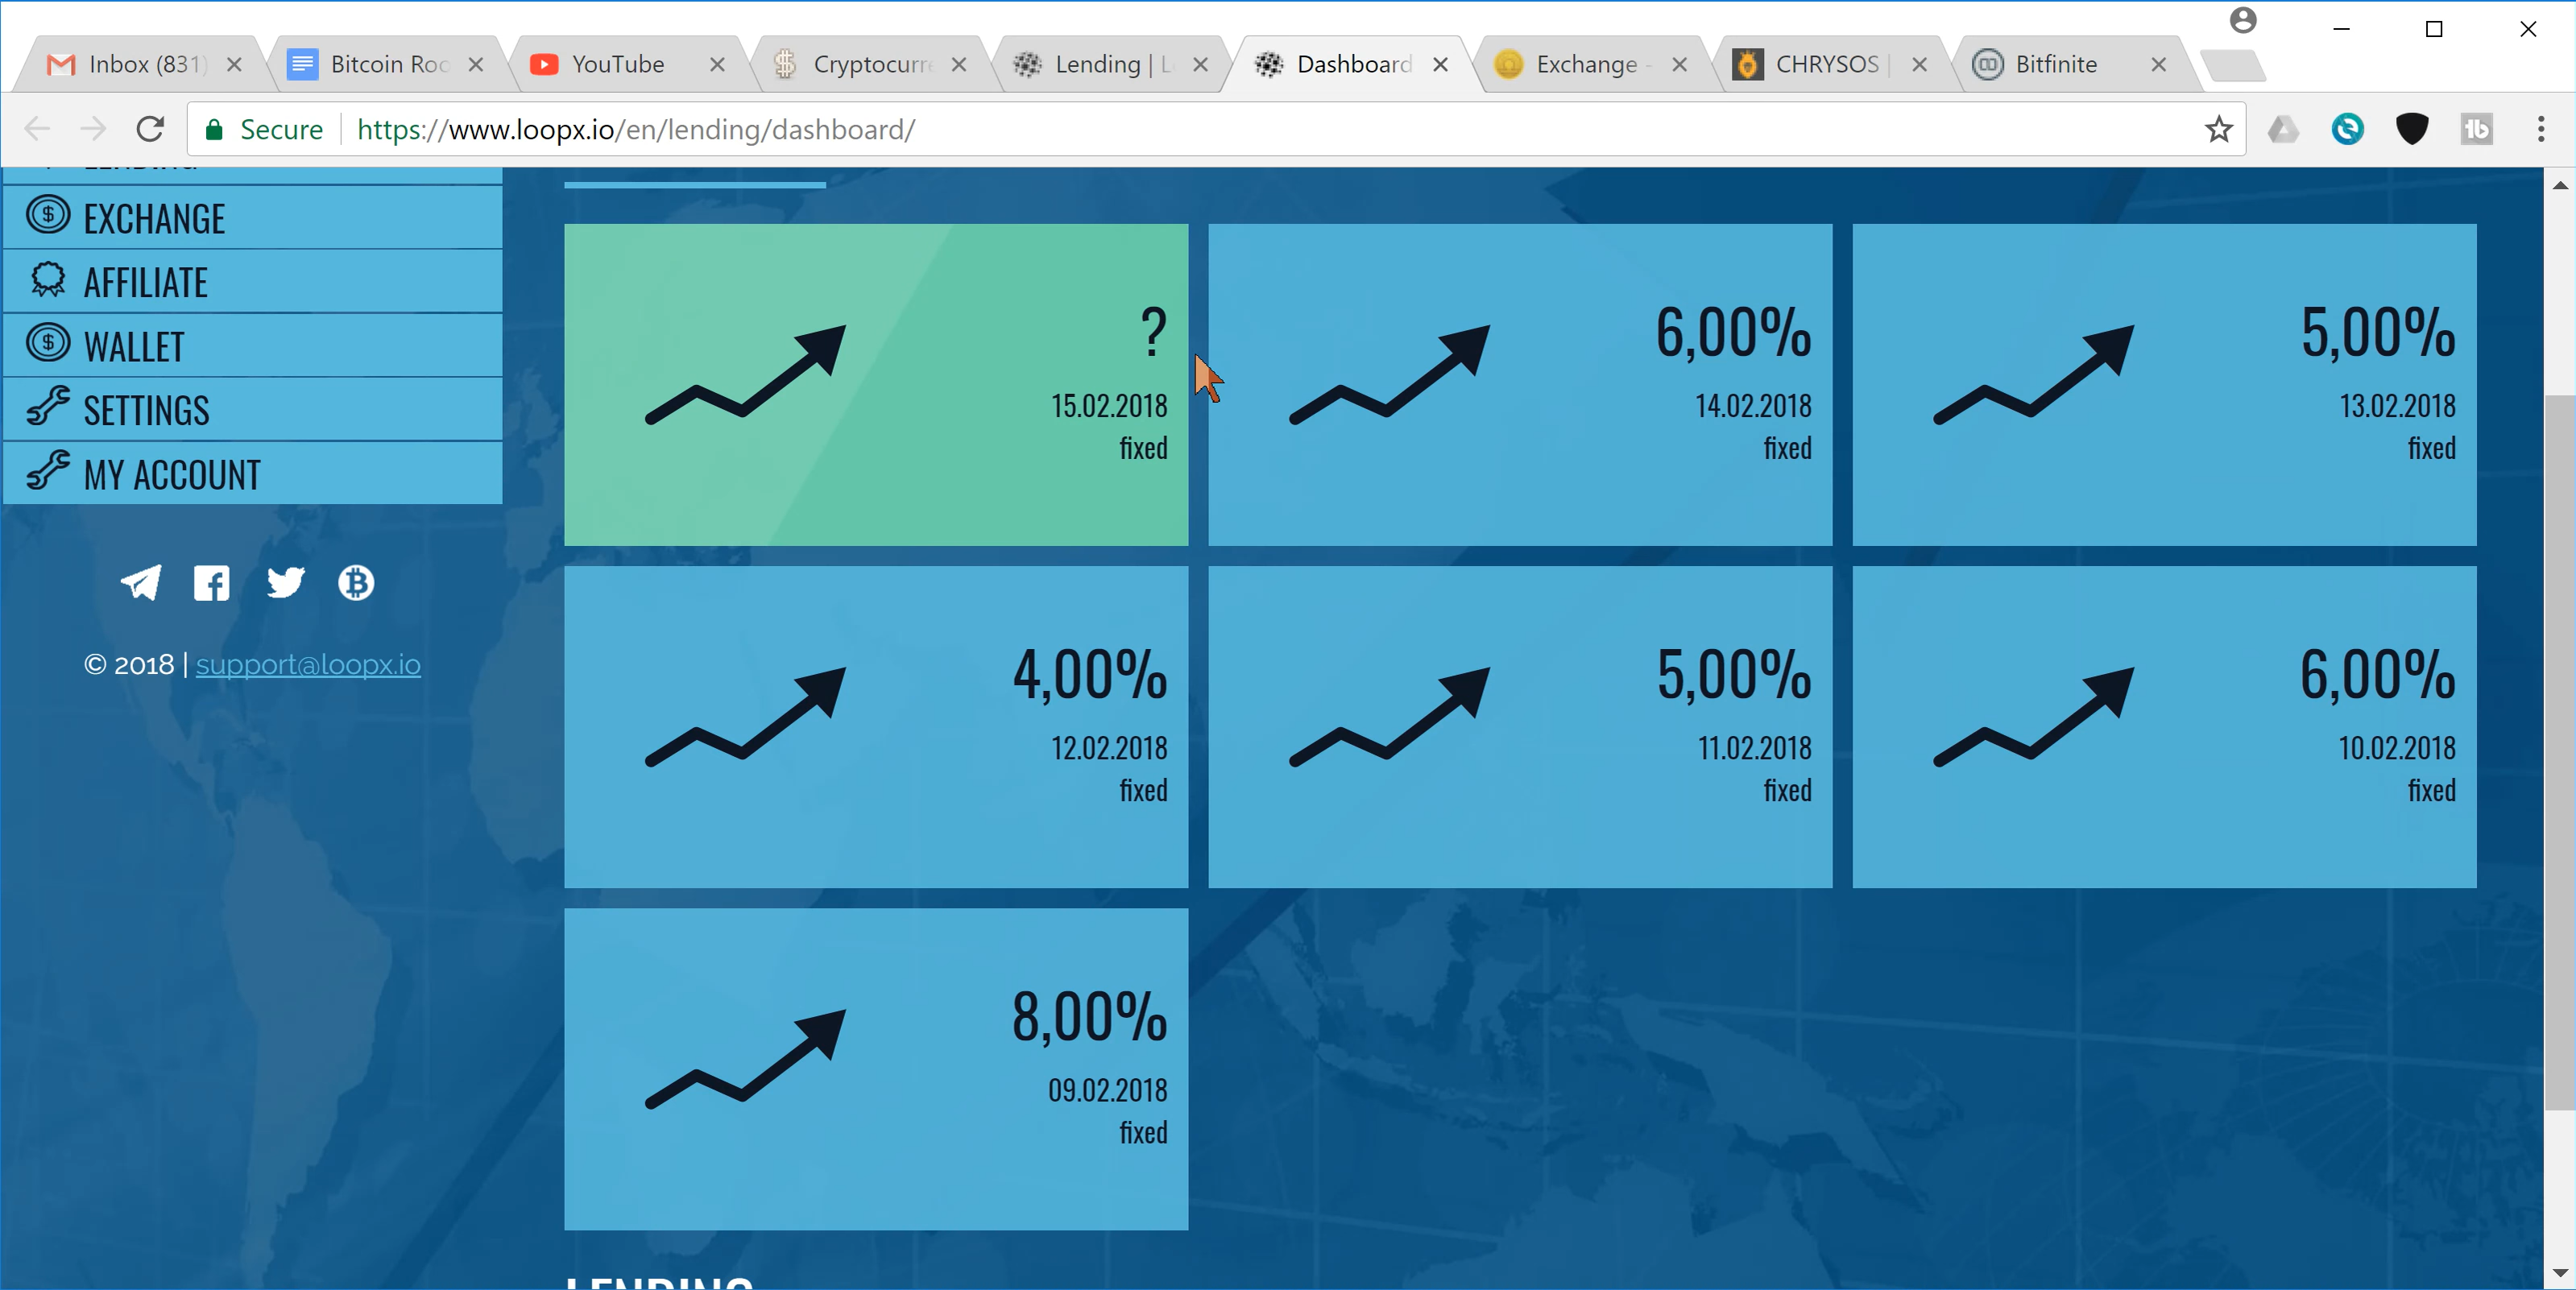 Inbox (831)
Bitcoin Roc
YouTube
Cryptocurre
Lending | L
Dashboard
Exchange -
CHRYSOS |
Bitfinite
Secure
https://www.loopx.io/en/lending/dashboard/
EXCHANGE
AFFILIATE
WALLET
SETTINGS
MY ACCOUNT
© 2018 | support@loopx.io
?
15.02.2018
fixed
6,00%
14.02.2018
fixed
5,00%
13.02.2018
fixed
4,00%
12.02.2018
fixed
5,00%
11.02.2018
fixed
6,00%
10.02.2018
fixed
8,00%
09.02.2018
fixed
LENDING